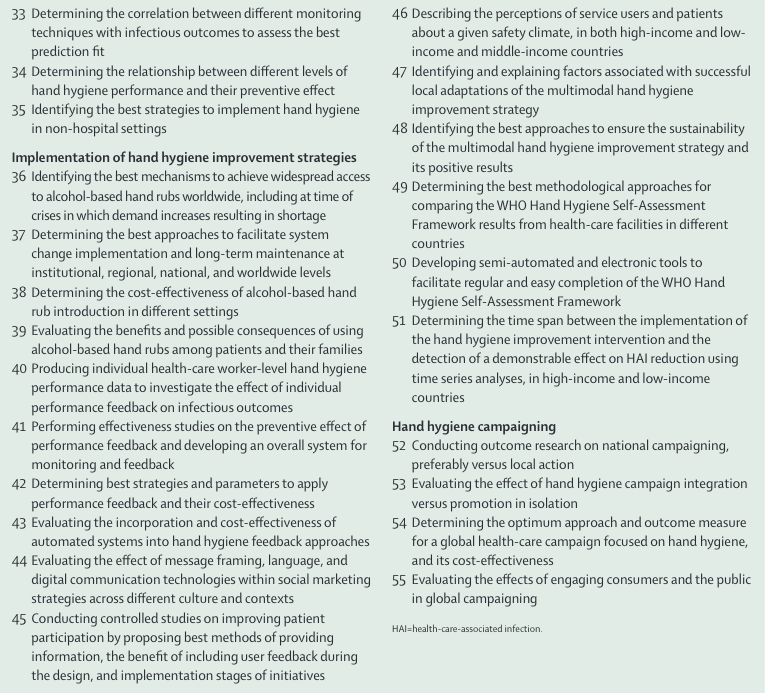 33 Determining the correlation between different monitoring
techniques with infectious outcomes to assess the best
prediction fit
34 Determining the relationship between different levels of
hand hygiene performance and their preventive effect
35 Identifying the best strategies to implement hand hygiene
in non-hospital settings
Implementation of hand hygiene improvement strategies
36 Identifying the best mechanisms to achieve widespread access
to alcohol-based hand rubs worldwide, including at time of
crises in which demand increases resulting in shortage
37 Determining the best approaches to facilitate system
change implementation and long-term maintenance at
institutional, regional, national, and worldwide levels
38 Determining the cost-effectiveness of alcohol-based hand
rub introduction in different settings
39 Evaluating the benefits and possible consequences of using
alcohol-based hand rubs among patients and their families
40 Producing individual health-care worker-level hand hygiene
performance data to investigate the effect of individual
performance feedback on infectious outcomes
41 Performing effectiveness studies on the preventive effect of
performance feedback and developing an overall system for
monitoring and feedback
42 Determining best strategies and parameters to apply
performance feedback and their cost-effectiveness
43 Evaluating the incorporation and cost-effectiveness of
automated systems into hand hygiene feedback approaches
44 Evaluating the effect of message framing, language, and
digital communication technologies within social marketing
strategies across different culture and contexts
45 Conducting controlled studies on improving patient
participation by proposing best methods of providing
information, the benefit of including user feedback during
the design, and implementation stages of initiatives
46 Describing the perceptions of service users and patients
about a given safety climate, in both high-income and low-
income and middle-income countries
47 Identifying and explaining factors associated with successful
local adaptations of the multimodal hand hygiene
improvement strategy
48 Identifying the best approaches to ensure the sustainability
of the multimodal hand hygiene improvement strategy and
its positive results
49 Determining the best methodological approaches for
comparing the WHO Hand Hygiene Self-Assessment
Framework results from health-care facilities in different
countries
50 Developing semi-automated and electronic tools to
facilitate regular and easy completion of the WHO Hand
Hygiene Self-Assessment Framework
51 Determining the time span between the implementation of
the hand hygiene improvement intervention and the
detection of a demonstrable effect on HAI reduction using
time series analyses, in high-income and low-income
countries
Hand hygiene campaigning
52 Conducting outcome research on national campaigning,
preferably versus local action
53 Evaluating the effect of hand hygiene campaign integration
versus promotion in isolation
54 Determining the optimum approach and outcome measure
for a global health-care campaign focused on hand hygiene,
and its cost-effectiveness
55 Evaluating the effects of engaging consumers and the public
in global campaigning
HAI=health-care-associated infection.